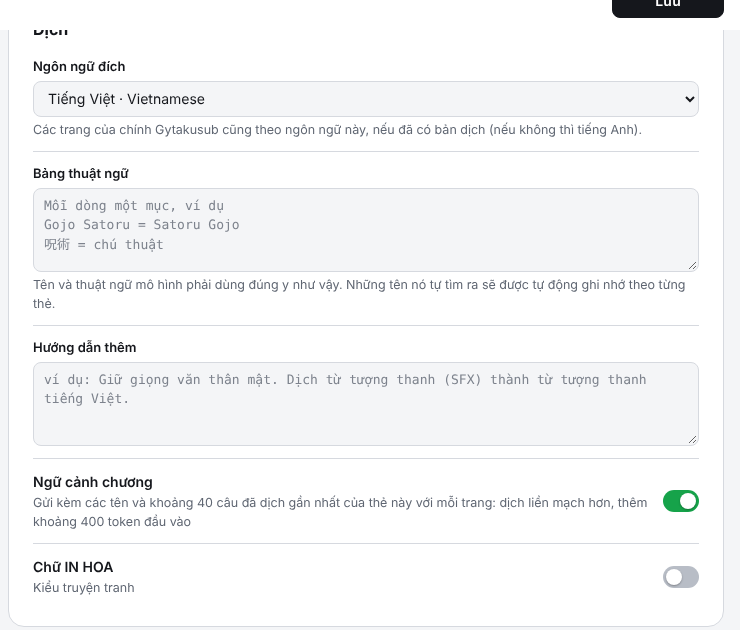 Lưu
Dịch
Ngôn ngữ đích
Tiếng Việt · Vietnamese
Các trang của chính Gytakusub cũng theo ngôn ngữ này, nếu đã có bản dịch (nếu không thì tiếng Anh).
Bảng thuật ngữ
Mỗi dòng một mục, ví dụ
Gojo Satoru = Satoru Gojo
呪術 = chú thuật
Tên và thuật ngữ mô hình phải dùng đúng y như vậy. Những tên nó tự tìm ra sẽ được tự động ghi nhớ theo từng
thẻ.
Hướng dẫn thêm
ví dụ: Giữ giọng văn thân mật. Dịch từ tượng thanh (SFX) thành từ tượng thanh
tiếng Việt.
Ngữ cảnh chương
Gửi kèm các tên và khoảng 40 câu đã dịch gần nhất của thẻ này với mỗi trang: dịch liền mạch hơn, thêm
khoảng 400 token đầu vào
Chữ IN HOA
Kiểu truyện tranh